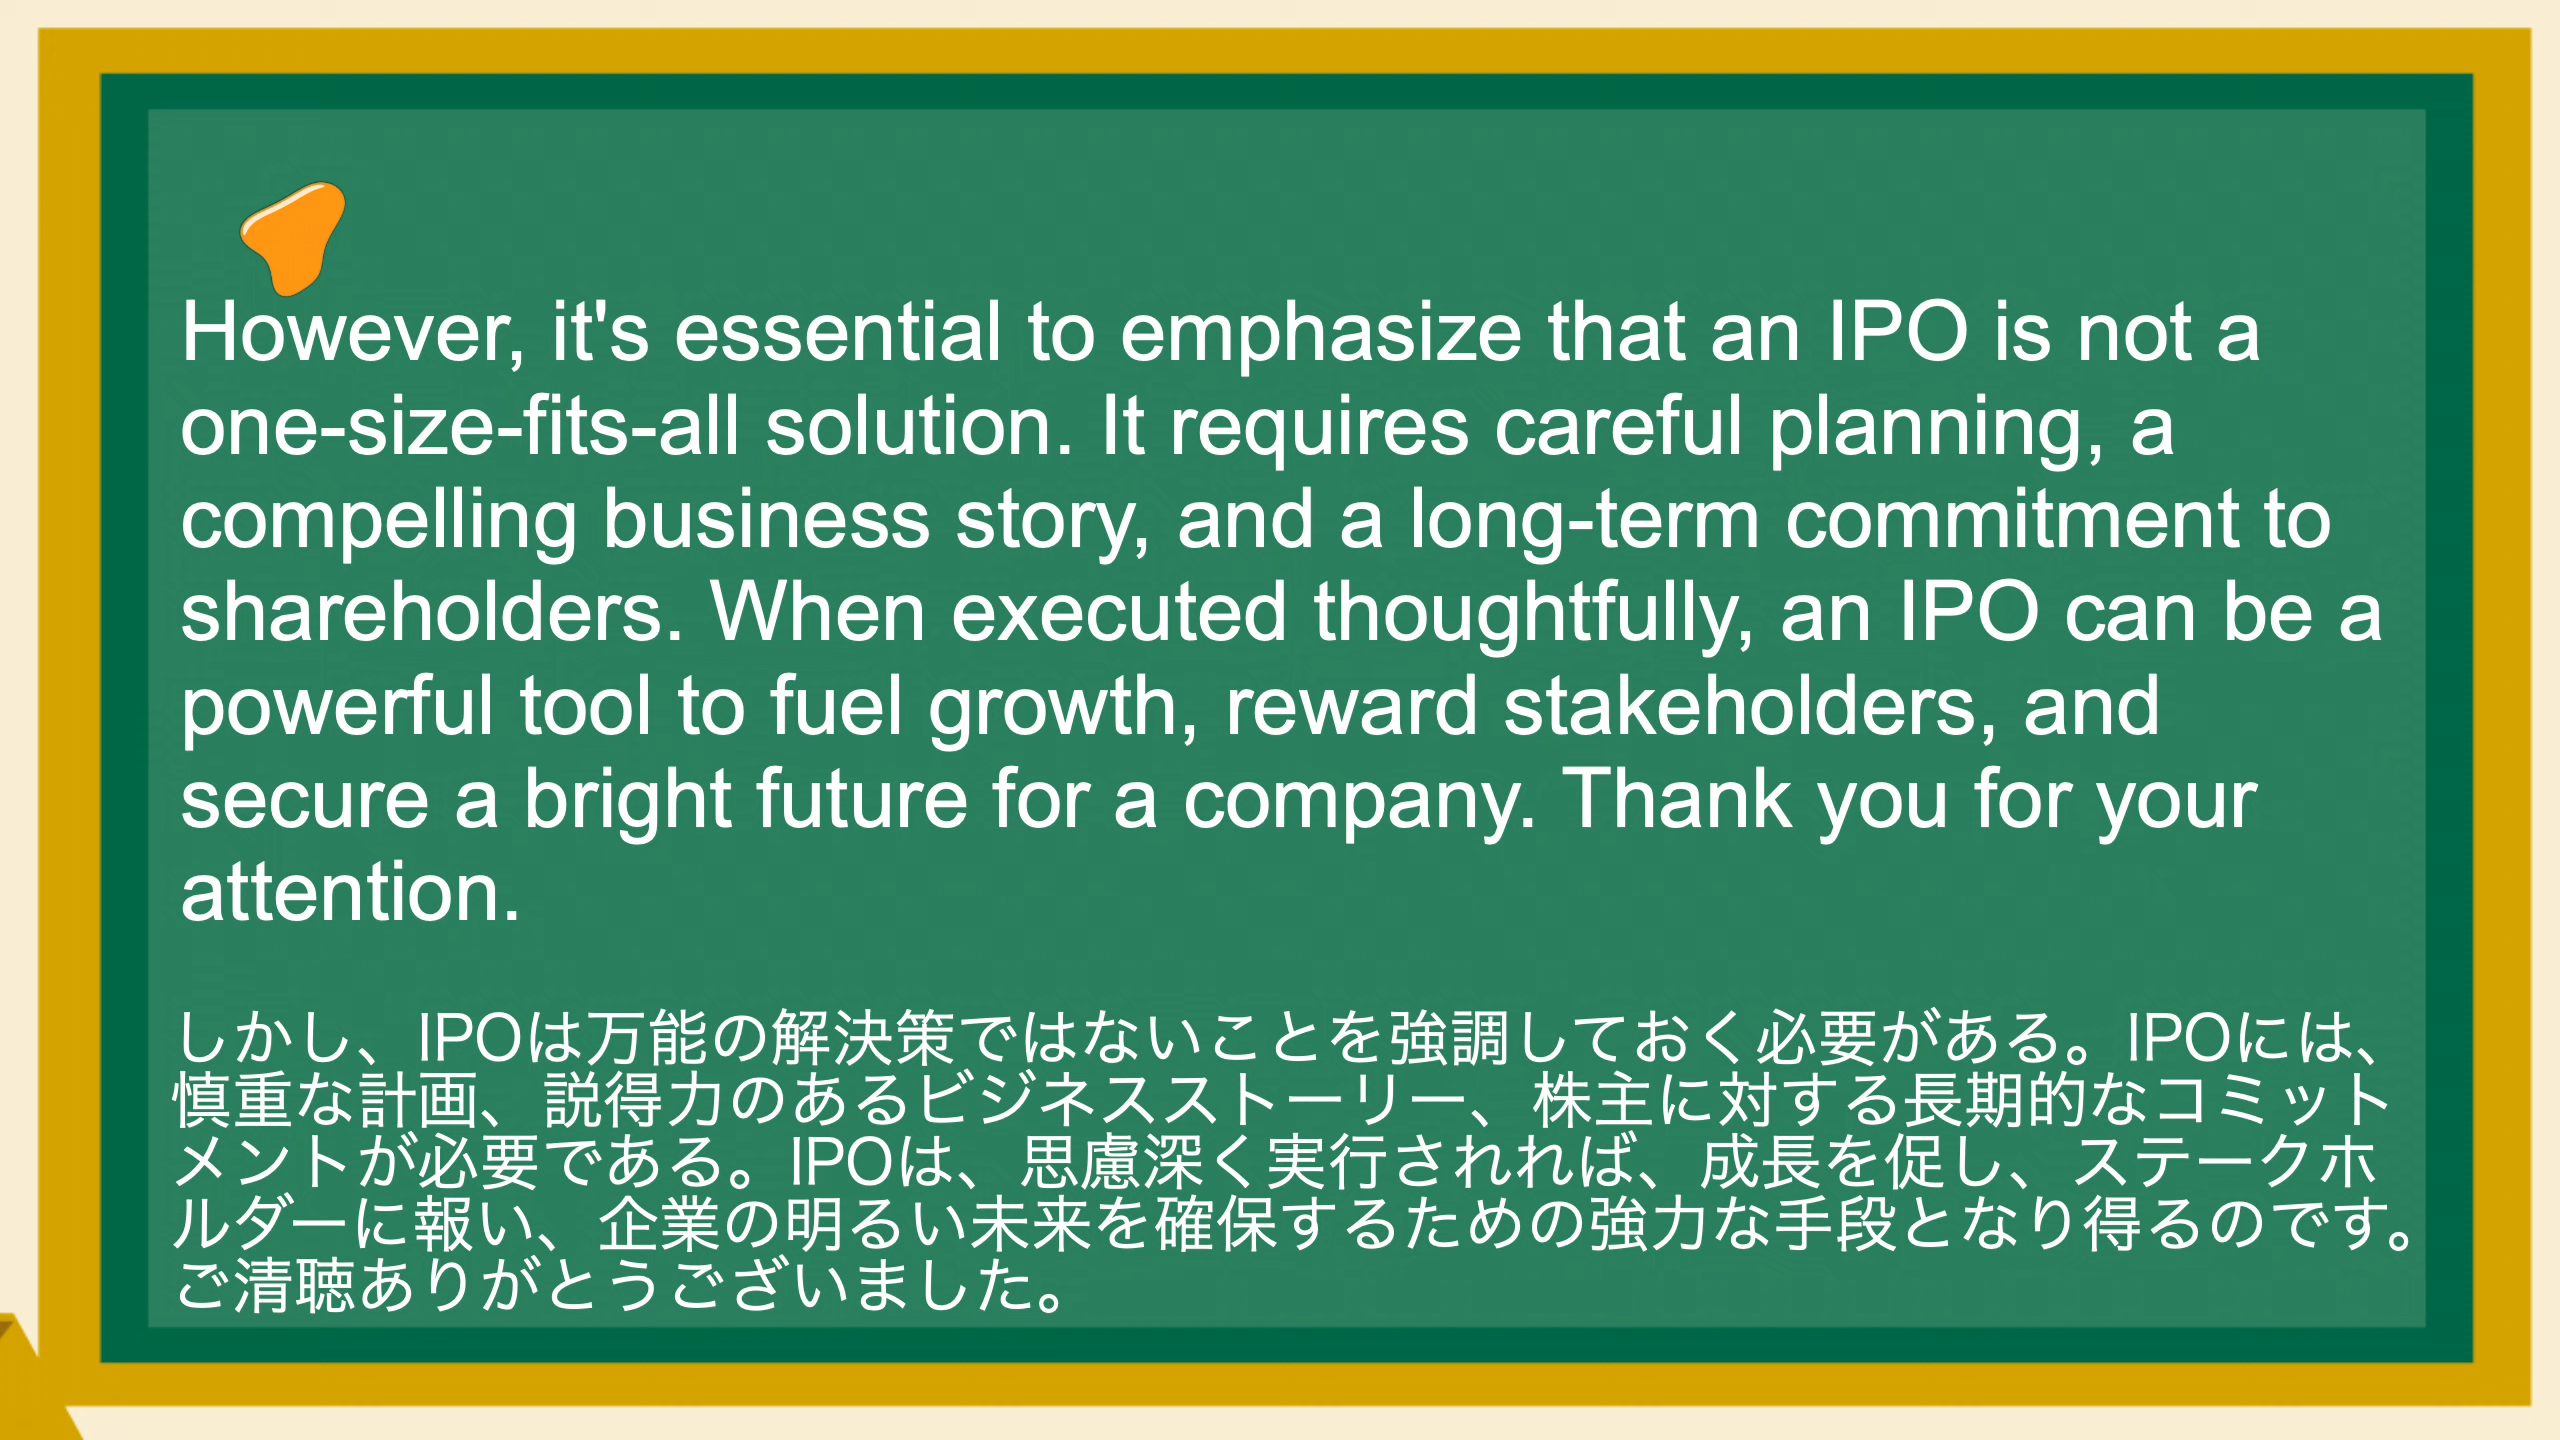 However, it's essential to emphasize that an IPO is not a
one-size-fits-all solution. It requires careful planning, a
compelling business story, and a long-term commitment to
shareholders. When executed thoughtfully, an IPO can be a
powerful tool to fuel growth, reward stakeholders, and
secure a bright future for a company. Thank you for your
attention.
しかし、IPOは万能の解決策ではないことを強調しておく必要がある。IPOには、
慎重な計画、説得力のあるビジネスストーリー、株主に対する長期的なコミット
メントが必要である。IPOは、思慮深く実行されれば、成長を促し、ステークホ
ルダーに報い、企業の明るい未来を確保するための強力な手段となり得るのです。
ご清聴ありがとうございました。